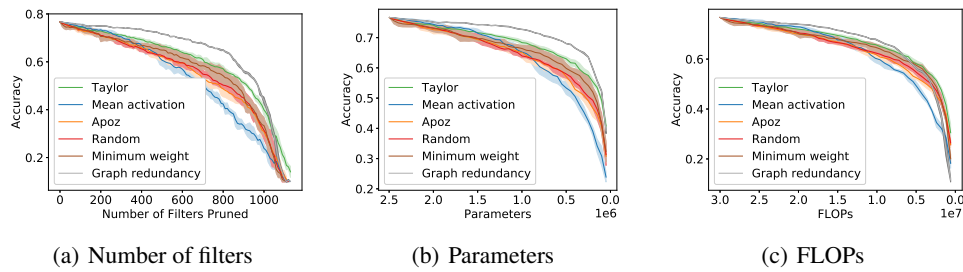 0.8
0.6
0.4
0.2
Accuracy
Taylor
Mean activation
Apoz
Random
Minimum weight
Graph redundancy
0 200 400 600 800 1000
Number of Filters Pruned
0.7
0.6
0.5
0.4
0.3
0.2
Accuracy
Taylor
Mean activation
Apoz
Random
Minimum weight
Graph redundancy
2.5 2.0 1.5 1.0 0.5 0.0
Parameters 1e6
0.6
0.4
0.2
Accuracy
Taylor
Mean activation
Apoz
Random
Minimum weight
Graph redundancy
3.0 2.5 2.0 1.5 1.0 0.5 0.0
FLOPs 1e7
(a) Number of filters
(b) Parameters
(c) FLOPs